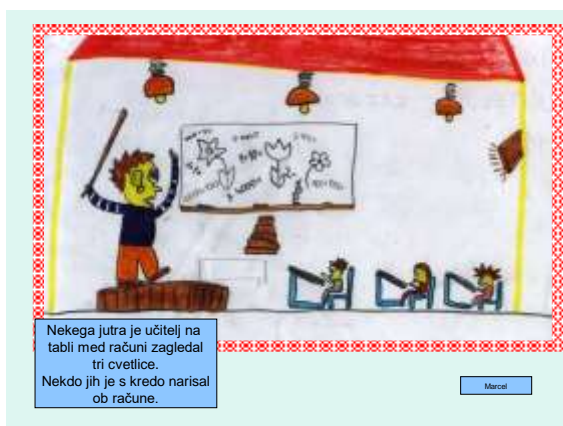 Nekega jutra je učitelj na
tabli med računi zagledal
tri cvetlice.
Nekdo jih je s kredo narisal
ob račune.
Marcel